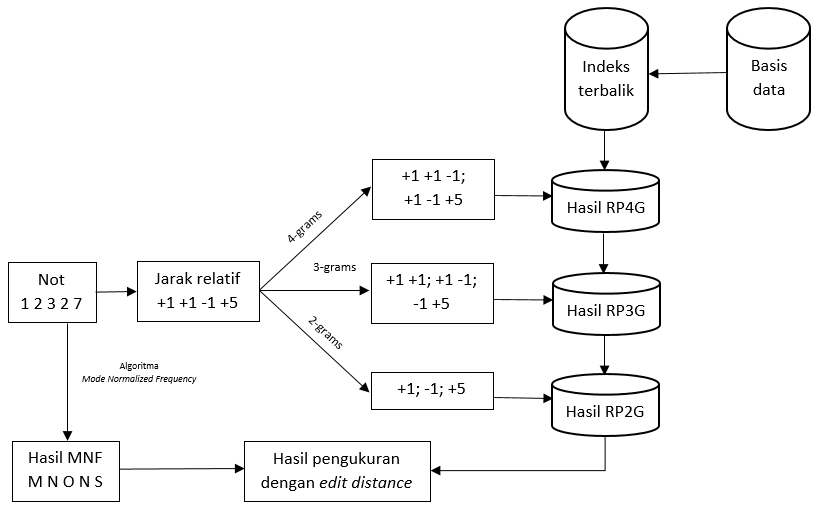 Indeks
terbalik
Basis
data
+1 +1 -1;
+1 -1 +5
Hasil RP4G
4-grams
Not
1 2 3 2 7
Jarak relatif
+1 +1 -1 +5
3-grams
+1 +1; +1 -1;
-1 +5
Hasil RP3G
2-grams
Algoritma
Mode Normalized Frequency
+1; -1; +5
Hasil RP2G
Hasil MNF
M N O N S
Hasil pengukuran
dengan edit distance